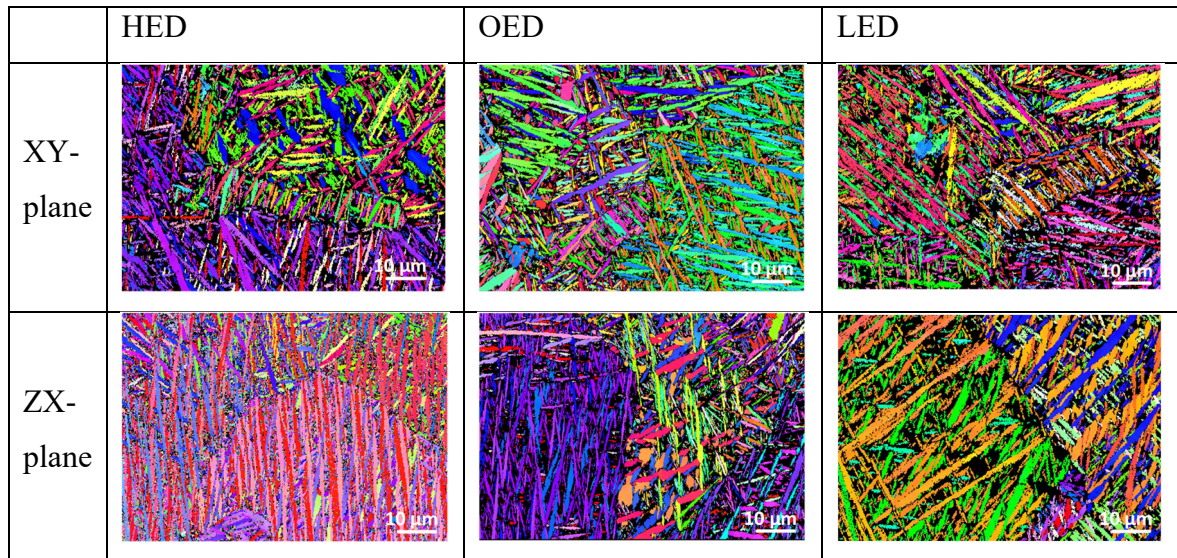 HED OED LED
XY-
plane
10 µm 10 µm 10 µm
ZX-
plane
10 µm 10 µm 10 µm